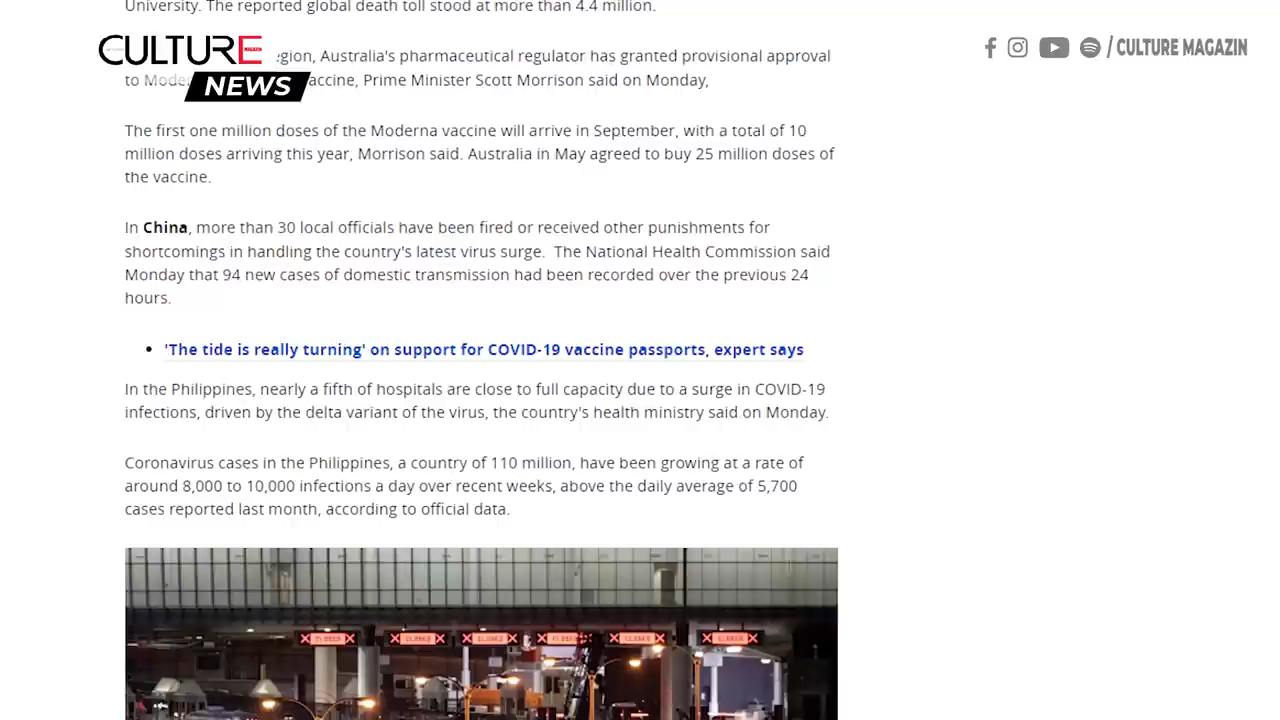 University. The reported global death toll stood at more than 4.4 million.
CULTURE
NEWS
/ CULTURE MAGAZIN
egion, Australia's pharmaceutical regulator has granted provisional approval
to Moder accine, Prime Minister Scott Morrison said on Monday,
The first one million doses of the Moderna vaccine will arrive in September, with a total of 10
million doses arriving this year, Morrison said. Australia in May agreed to buy 25 million doses of
the vaccine.
In China, more than 30 local officials have been fired or received other punishments for
shortcomings in handling the country's latest virus surge. The National Health Commission said
Monday that 94 new cases of domestic transmission had been recorded over the previous 24
hours.
• 'The tide is really turning' on support for COVID-19 vaccine passports, expert says
In the Philippines, nearly a fifth of hospitals are close to full capacity due to a surge in COVID-19
infections, driven by the delta variant of the virus, the country's health ministry said on Monday.
Coronavirus cases in the Philippines, a country of 110 million, have been growing at a rate of
around 8,000 to 10,000 infections a day over recent weeks, above the daily average of 5,700
cases reported last month, according to official data.